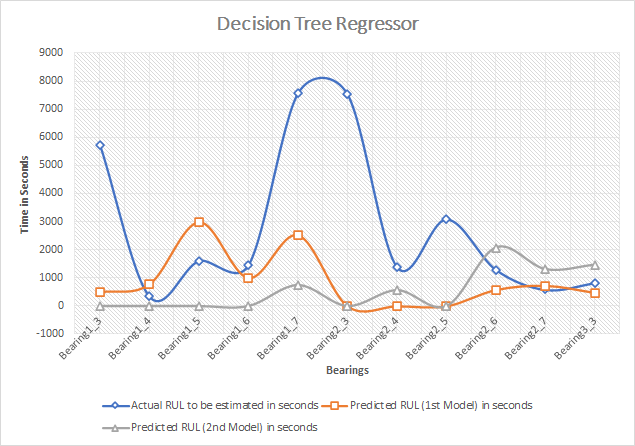 Decision Tree Regressor
9000
8000
7000
6000
5000
4000
3000
2000
1000
0
-1000
Time in Seconds
Bearing1_3
Bearing1_4
Bearing1_5
Bearing1_6
Bearing1_7
Bearing2_3
Bearing2_4
Bearing2_5
Bearing2_6
Bearing2_7
Bearing3_3
Bearings
Actual RUL to be estimated in seconds
Predicted RUL (1st Model) in seconds
Predicted RUL (2nd Model) in seconds